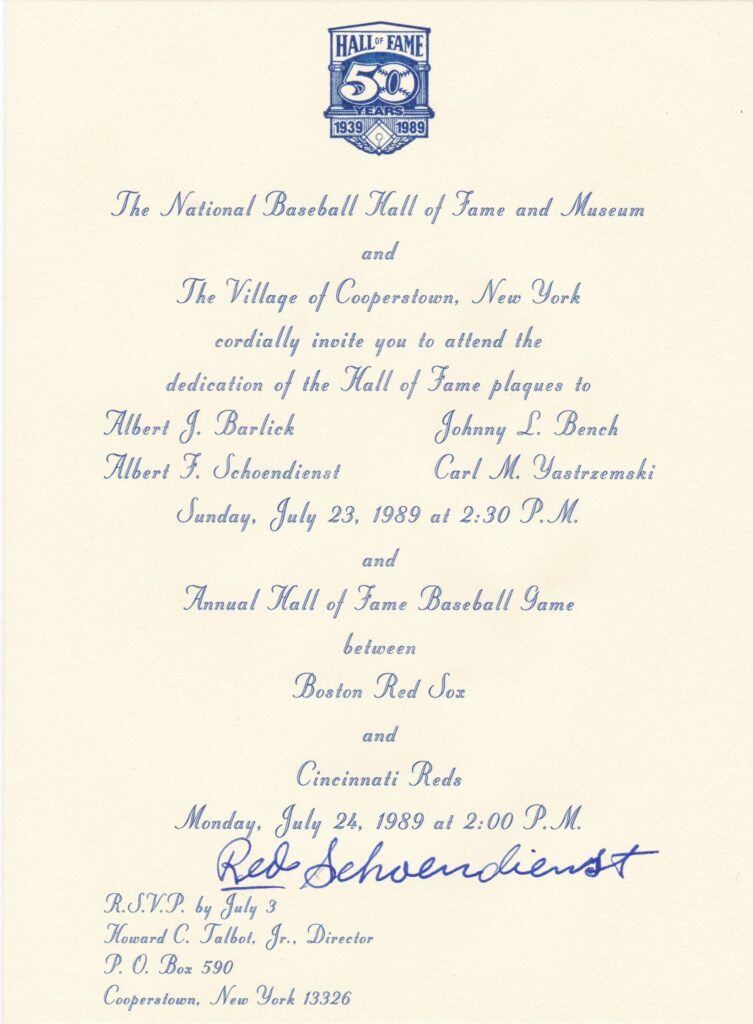 HALL OF FAME
50
YEARS
1939 1989
The National Baseball Hall of Fame and Museum
and
The Village of Cooperstown, New York
cordially invite you to attend the
dedication of the Hall of Fame plaques to
Albert J. Barlick Johnny L. Bench
Albert F. Schoendienst Carl M. Yastrzemski
Sunday, July 23, 1989 at 2:30 P.M.
and
Annual Hall of Fame Baseball Game
between
Boston Red Sox
and
Cincinnati Reds
Monday, July 24, 1989 at 2:00 P.M.
Red Schoendienst
R.S.V.P. by July 3
Howard C. Talbot, Jr., Director
P. O. Box 590
Cooperstown, New York 13326